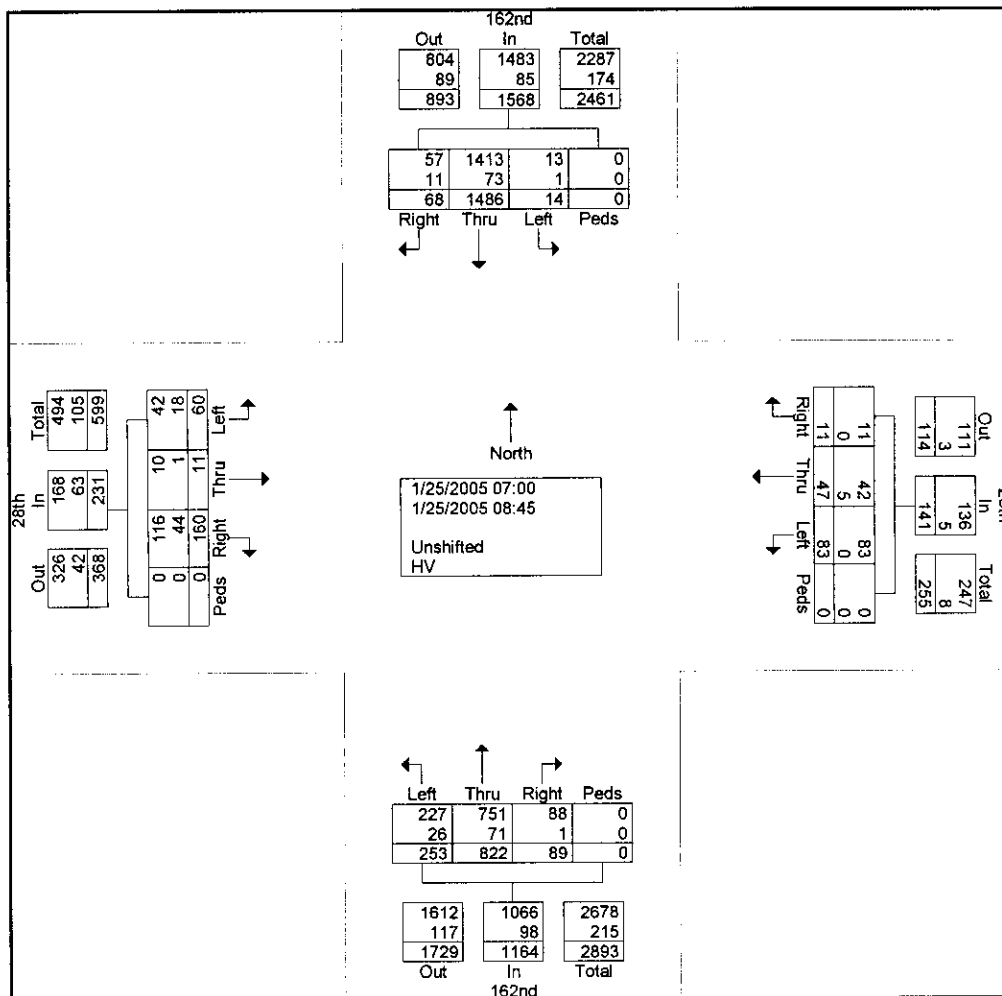 162nd
Out In Total
804 1483 2287
89 85 174
893 1568 2461
57 1413 13 0
11 73 1 0
68 1486 14 0
Right Thru Left Peds
28th
Total In Out
494 168 326
105 63 42
599 231 368
42 10 116 0
18 1 44 0
60 11 160 0
Left Thru Right Peds
North
1/25/2005 07:00
1/25/2005 08:45
Unshifted
HV
Right Thru Left Peds
11 42 83 0
0 5 0 0
11 47 83 0
Out In Total
111 136 247
3 5 8
114 141 255
Left Thru Right Peds
227 751 88 0
26 71 1 0
253 822 89 0
1612 1066 2678
117 98 215
1729 1164 2893
Out In Total
162nd